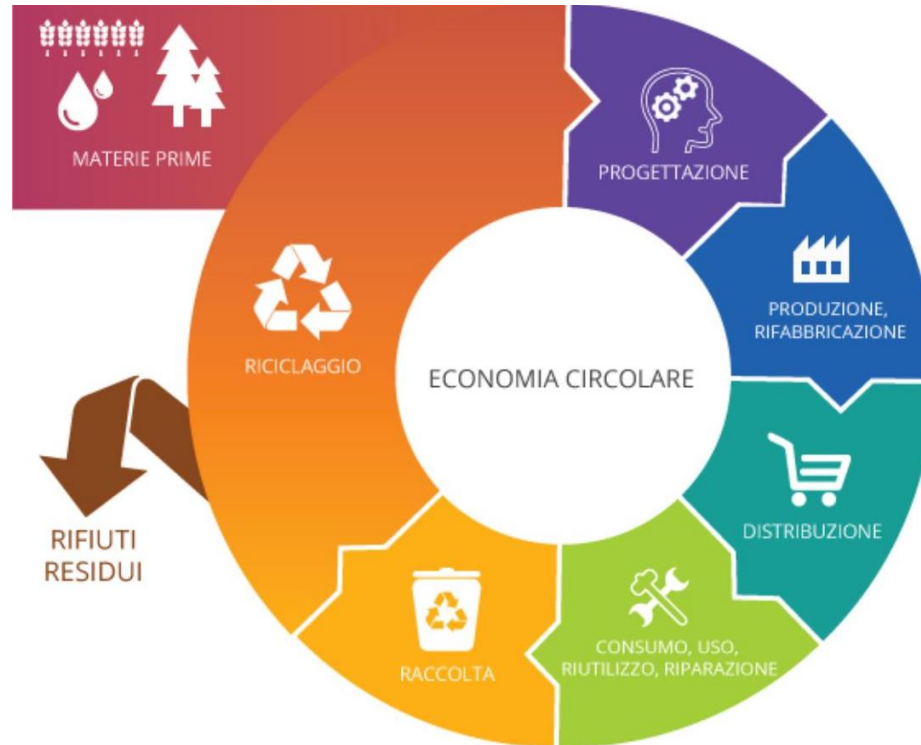 MATERIE PRIME
PROGETTAZIONE
PRODUZIONE,
RIFABBRICAZIONE
RICICLAGGIO
ECONOMIA CIRCOLARE
DISTRIBUZIONE
RIFIUTI
RESIDUI
CONSUMO, USO,
RIUTILIZZO, RIPARAZIONE
RACCOLTA